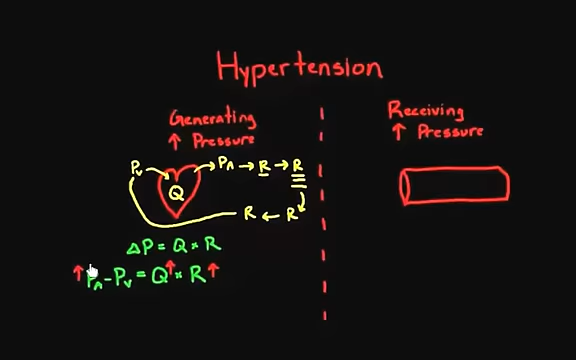 Hypertension
Generating
↑ Pressure
Receiving
↑ Pressure
Pv → Q → PA → R → R
R ← R
ΔP = Q × R
↑ PA - Pv = Q↑ × R ↑